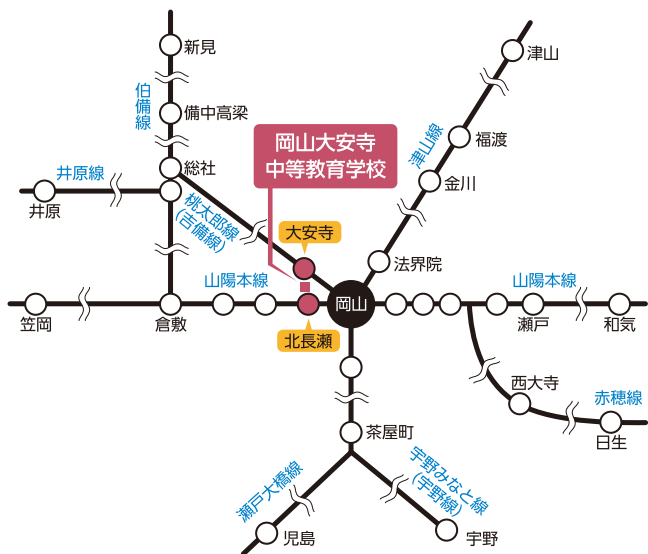 新見
津山
伯備線
備中高梁
岡山大安寺
中等教育学校
津山線
福渡
総社
井原線
金川
井原
桃太郎線
(吉備線)
大安寺
法界院
山陽本線
山陽本線
岡山
笠岡
倉敷
北長瀬
瀬戸
和気
西大寺
赤穂線
日生
茶屋町
瀬戸大橋線
宇野みなと線
(宇野線)
児島
宇野